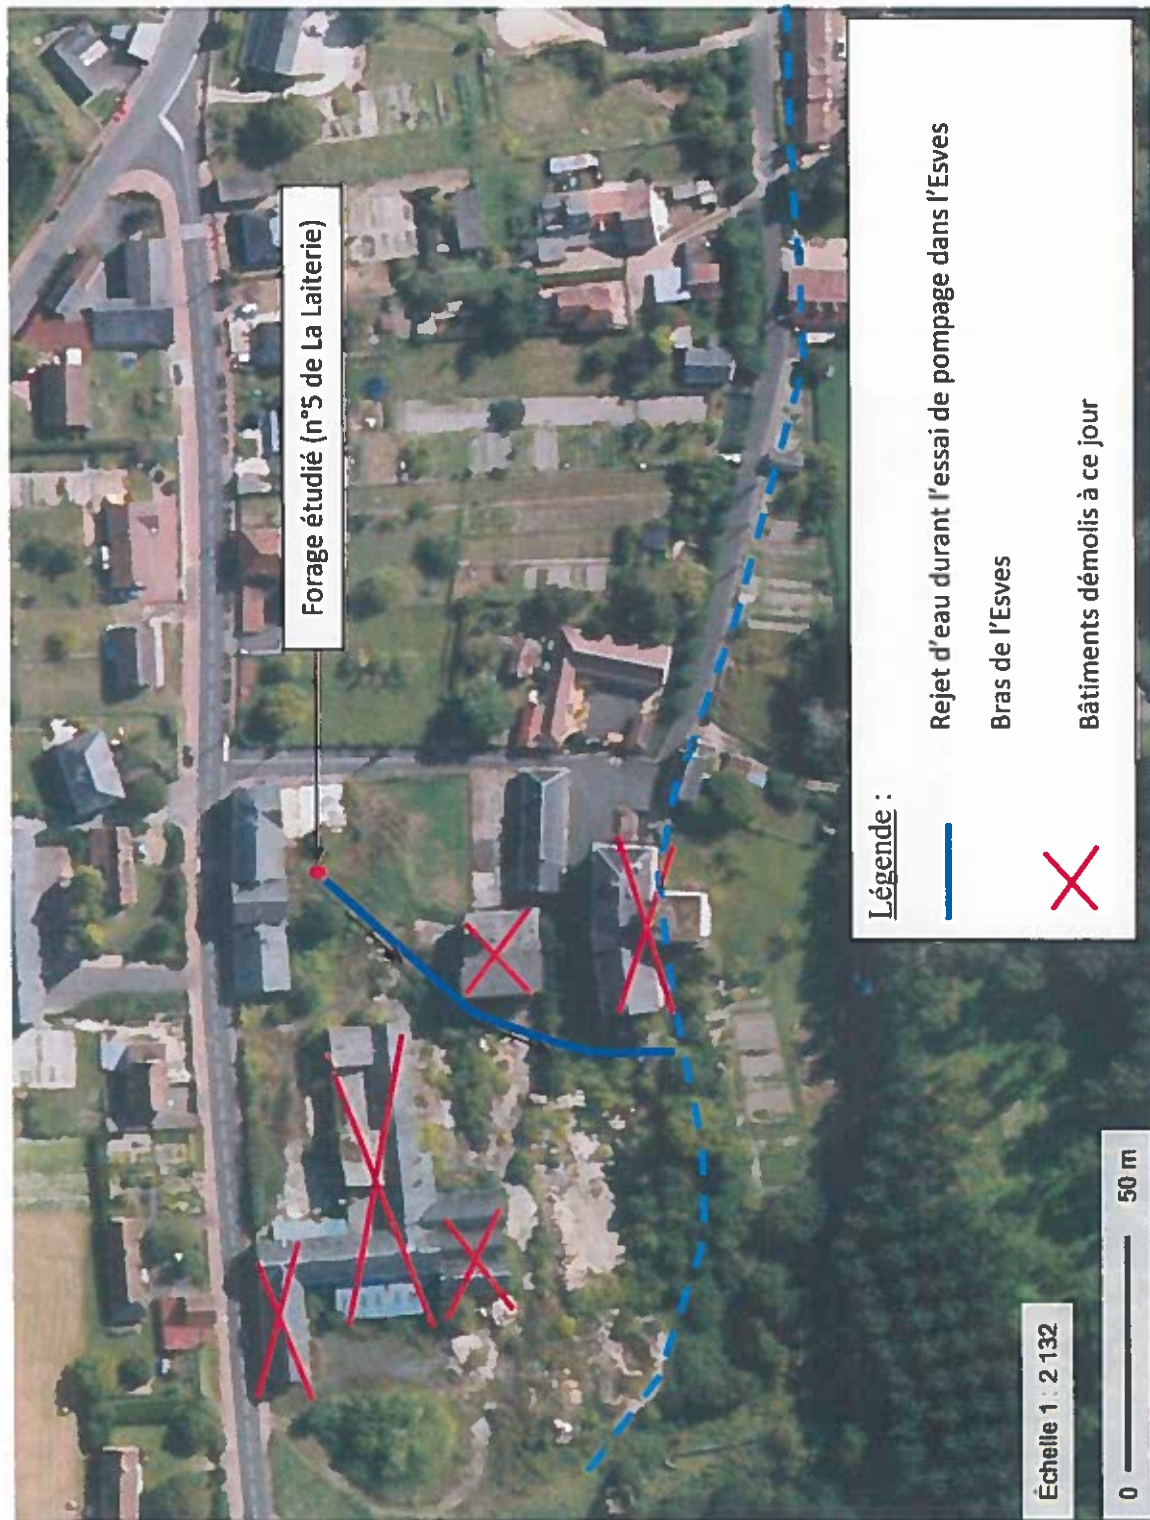 Forage étudié (n°5 de La Laiterie)
Légende :
Rejet d'eau durant l'essai de pompage dans l'Esves
Bras de l'Esves
Bâtiments démolis à ce jour
Échelle 1 : 2 132
0 50 m